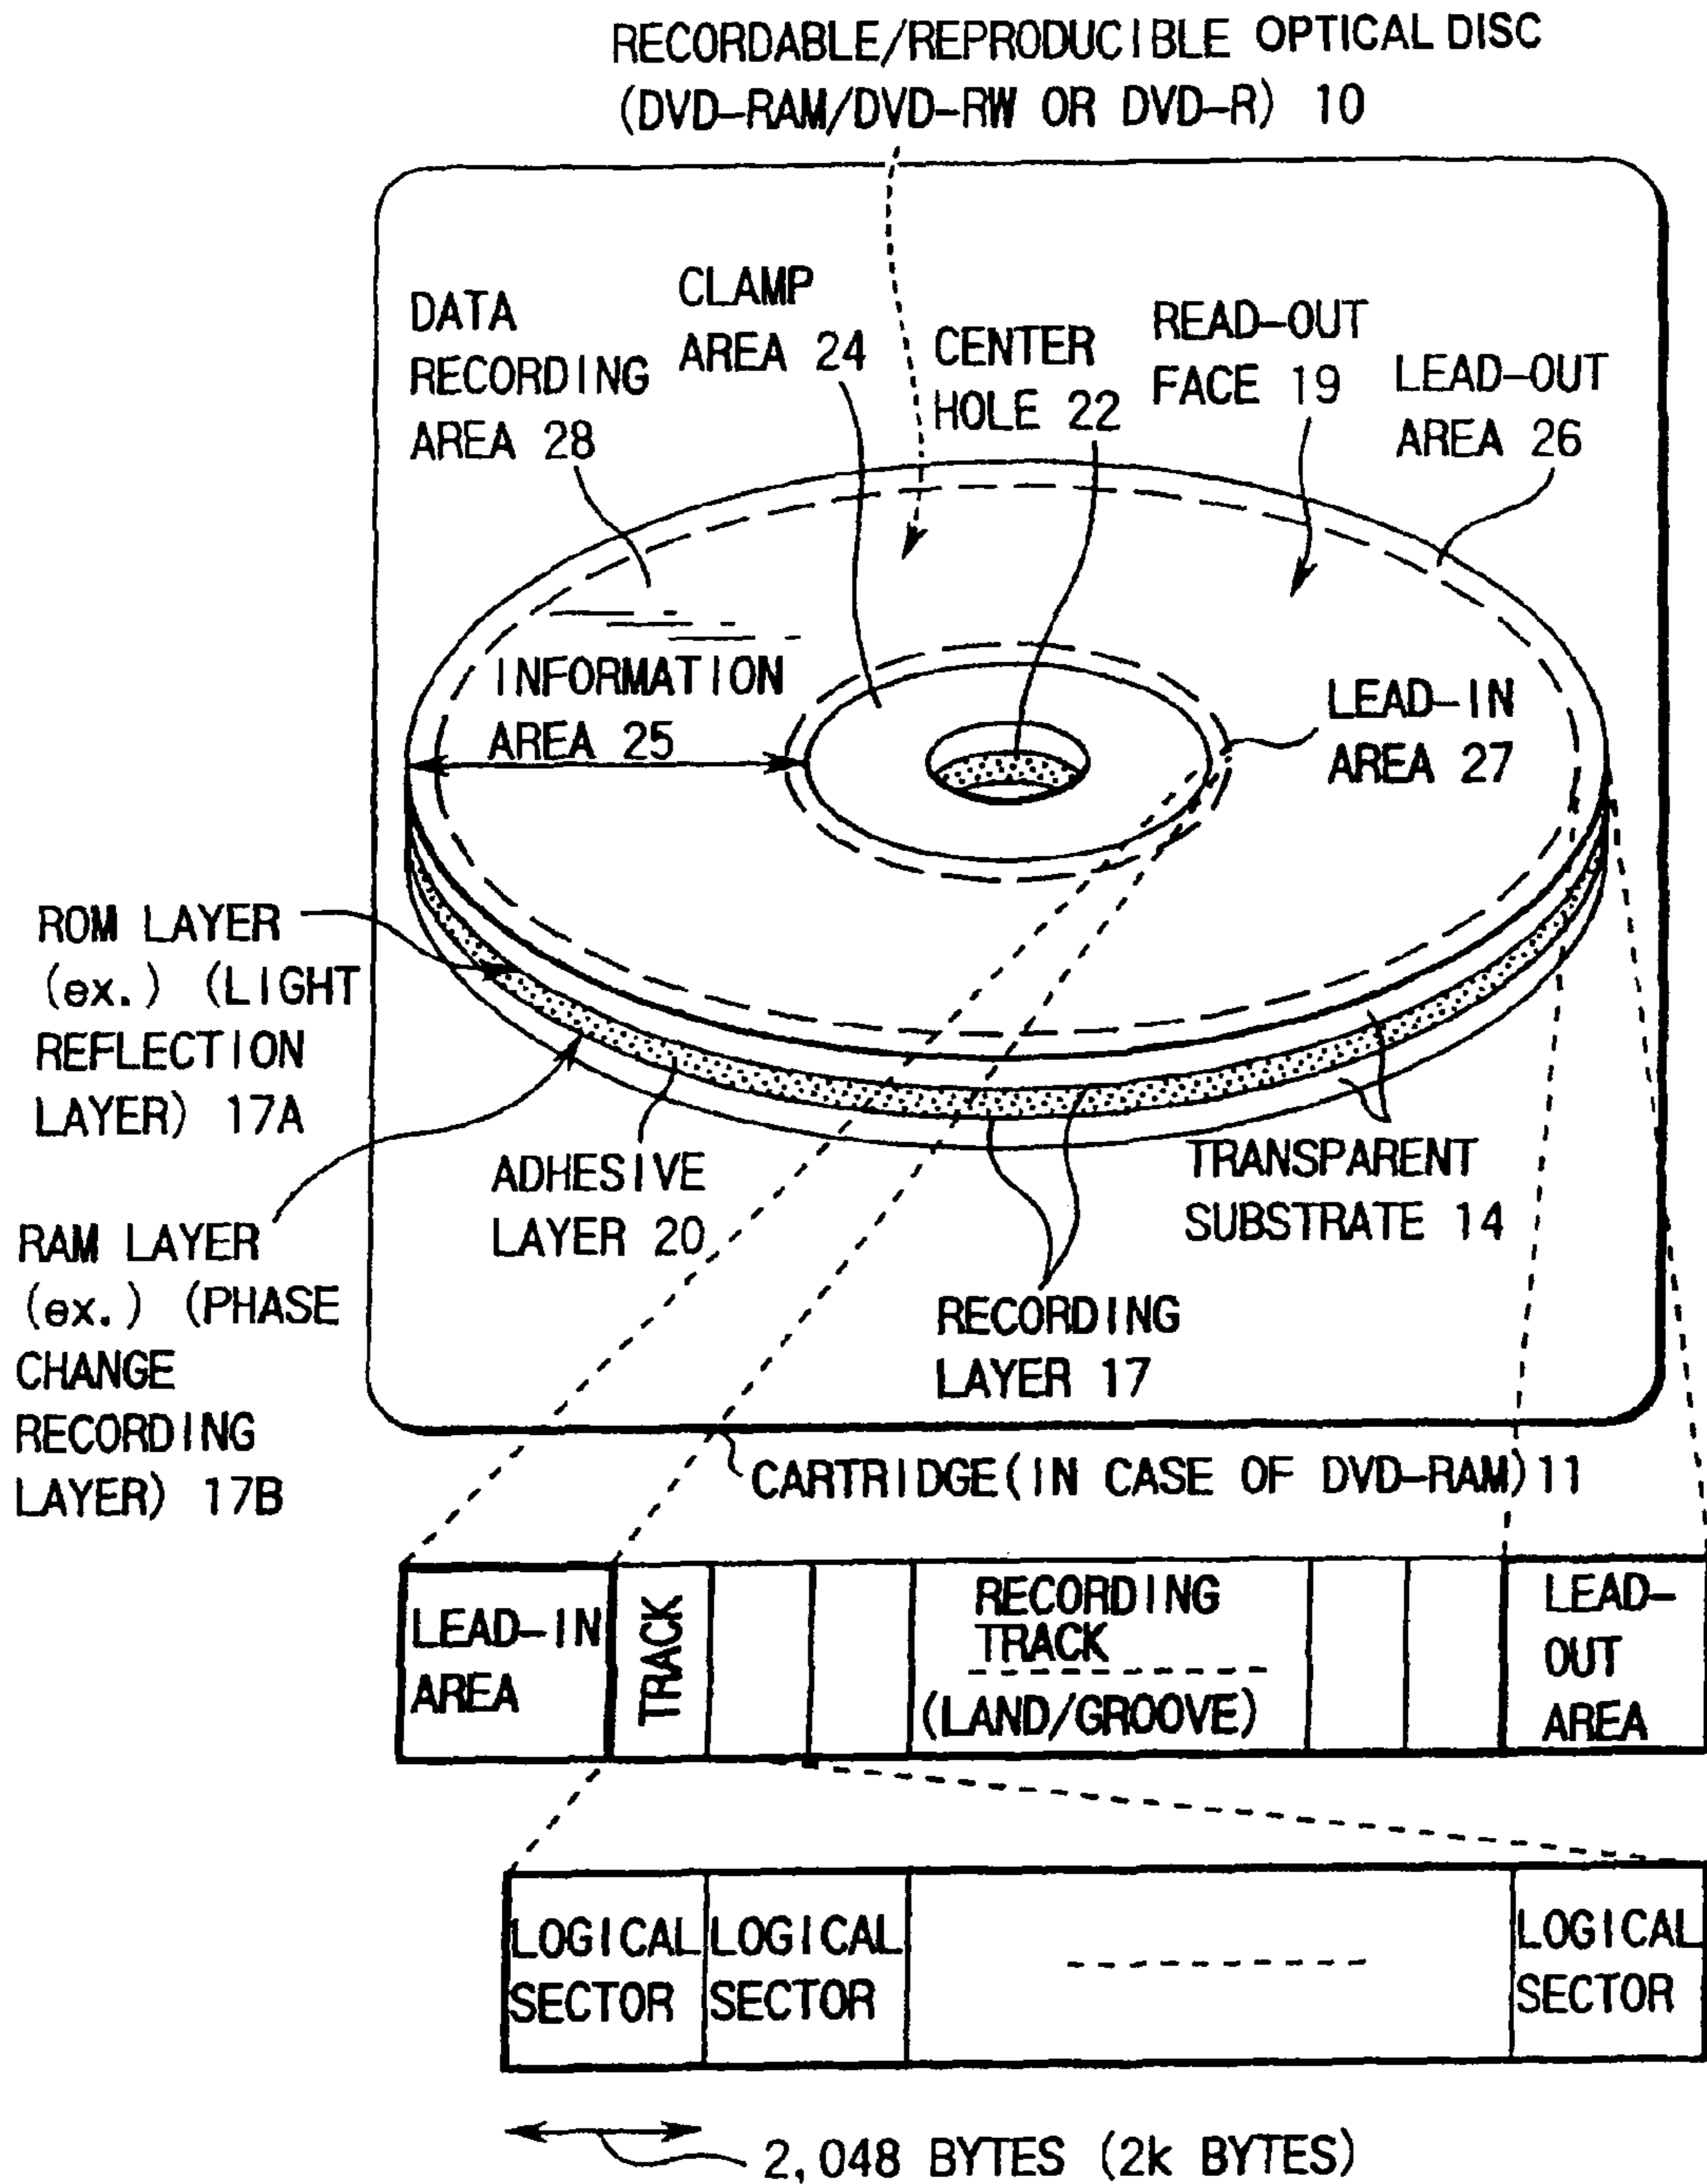 RECORDABLE/REPRODUCIBLE OPTICAL DISC
(DVD-RAM/DVD-RW OR DVD-R) 10
DATA
RECORDING
AREA 28
CLAMP
AREA 24
CENTER
HOLE 22
READ-OUT
FACE 19
LEAD-OUT
AREA 26
INFORMATION
AREA 25
LEAD-IN
AREA 27
ROM LAYER
(ex.) (LIGHT
REFLECTION
LAYER) 17A
RAM LAYER
(ex.) (PHASE
CHANGE
RECORDING
LAYER) 17B
ADHESIVE
LAYER 20
TRANSPARENT
SUBSTRATE 14
RECORDING
LAYER 17
CARTRIDGE(IN CASE OF DVD-RAM)11
LEAD-IN
AREA
TRACK
RECORDING
TRACK
(LAND/GROOVE)
LEAD-
OUT
AREA
LOGICAL
SECTOR
LOGICAL
SECTOR
LOGICAL
SECTOR
2,048 BYTES (2k BYTES)